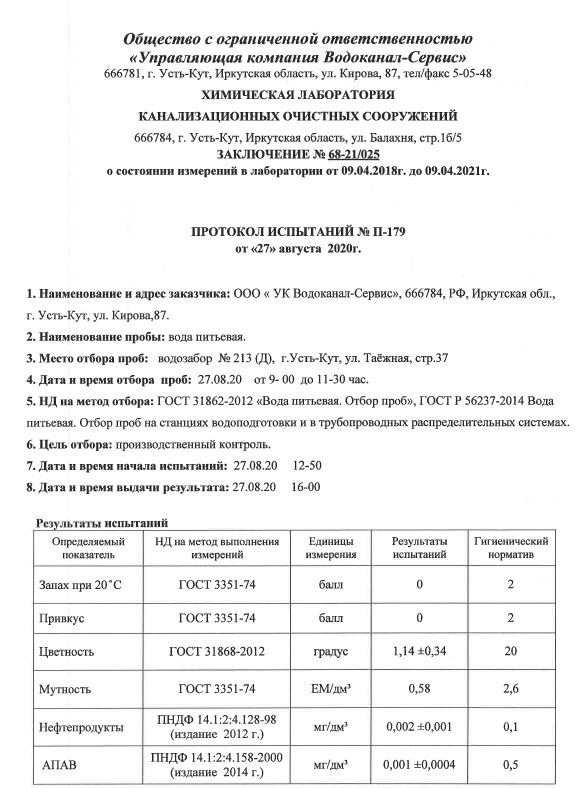 Общество с ограниченной ответственностью
«Управляющая компания Водоканал-Сервис»
666781, г. Усть-Кут, Иркутская область, ул. Кирова, 87, тел/факс 5-05-48
ХИМИЧЕСКАЯ ЛАБОРАТОРИЯ
КАНАЛИЗАЦИОННЫХ ОЧИСТНЫХ СООРУЖЕНИЙ
666784, г. Усть-Кут, Иркутская область, ул. Балахня, стр.1б/5
ЗАКЛЮЧЕНИЕ № 68-21/025
о состоянии измерений в лаборатории от 09.04.2018г. до 09.04.2021г.
ПРОТОКОЛ ИСПЫТАНИЙ № П-179
от «27» августа 2020г.
1. Наименование и адрес заказчика: ООО « УК Водоканал-Сервис», 666784, РФ, Иркутская обл.,
г. Усть-Кут, ул. Кирова,87.
2. Наименование пробы: вода питьевая.
3. Место отбора проб: водозабор № 213 (Д), г.Усть-Кут, ул. Таёжная, стр.37
4. Дата и время отбора проб: 27.08.20 от 9- 00 до 11-30 час.
5. НД на метод отбора: ГОСТ 31862-2012 «Вода питьевая. Отбор проб», ГОСТ Р 56237-2014 Вода
питьевая. Отбор проб на станциях водоподготовки и в трубопроводных распределительных системах.
6. Цель отбора: производственный контроль.
7. Дата и время начала испытаний: 27.08.20 12-50
8. Дата и время выдачи результата: 27.08.20 16-00
Результаты испытаний
Определяемый показатель НД на метод выполнения измерений Единицы измерения Результаты испытаний Гигиенический норматив
Запах при 20˚С ГОСТ 3351-74 балл 0 2
Привкус ГОСТ 3351-74 балл 0 2
Цветность ГОСТ 31868-2012 градус 1,14 ±0,34 20
Мутность ГОСТ 3351-74 ЕМ/дм³ 0,58 2,6
Нефтепродукты ПНДФ 14.1:2:4.128-98 (издание 2012 г.) мг/дм³ 0,002 ±0,001 0,1
АПАВ ПНДФ 14.1:2:4.158-2000 (издание 2014 г.) мг/дм³ 0,001 ±0,0004 0,5